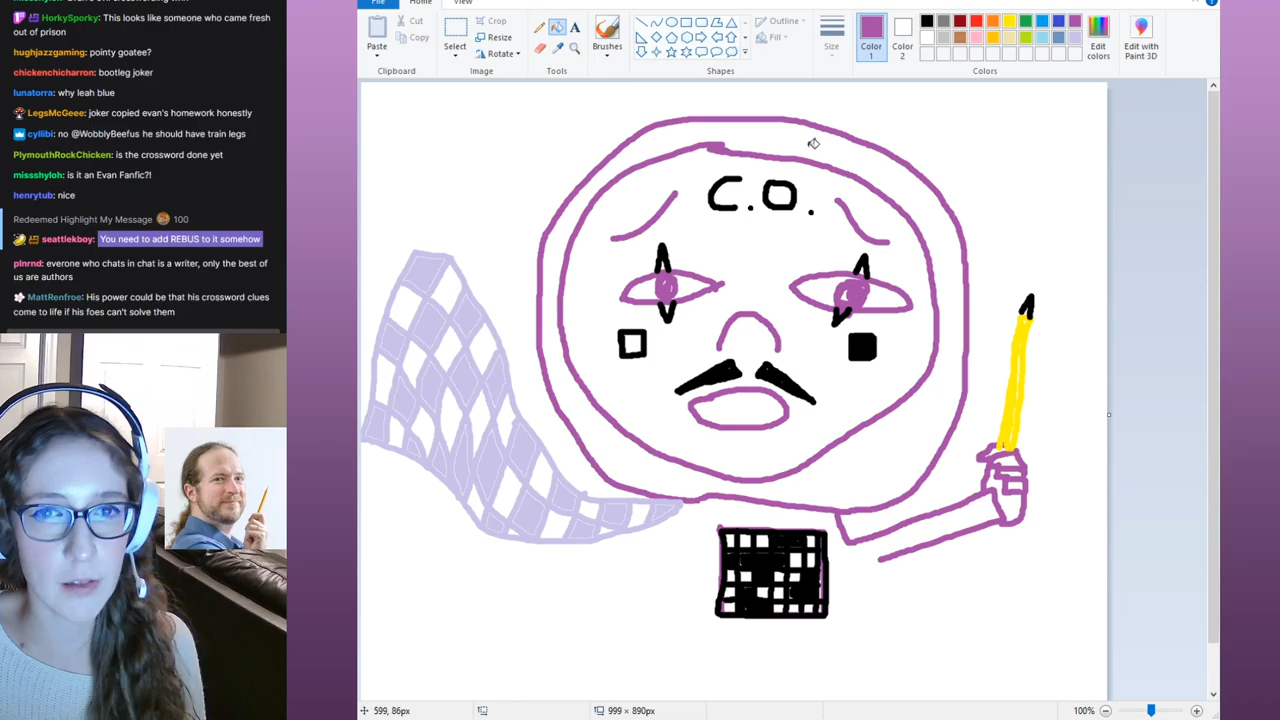 HorkySporky: This looks like someone who came fresh
out of prison
hughjazzgaming: pointy goatee?
chickenchicharron: bootleg joker
lunatorra: why leah blue
LegsMcGeee: joker copied evan's homework honestly
cyllibi: no @WobblyBeefus he should have train legs
PlymouthRockChicken: is the crossword done yet
missshyloh: is it an Evan Fanfic?!
henrytub: nice
Redeemed Highlight My Message 100
seattlekboy: You need to add REBUS to it somehow
plnrnd: everone who chats in chat is a writer, only the best of
us are authors
MattRenfroe: His power could be that his crossword clues
come to life if his foes can't solve them
File Home View
Paste
Cut
Copy
Clipboard
Select
Crop
Resize
Rotate
Image
A
Tools
Brushes
Shapes
Outline
Fill
Size
Color
1
Color
2
Edit
colors
Colors
Edit with
Paint 3D
C.O.
599, 86px
999 × 890px
100%